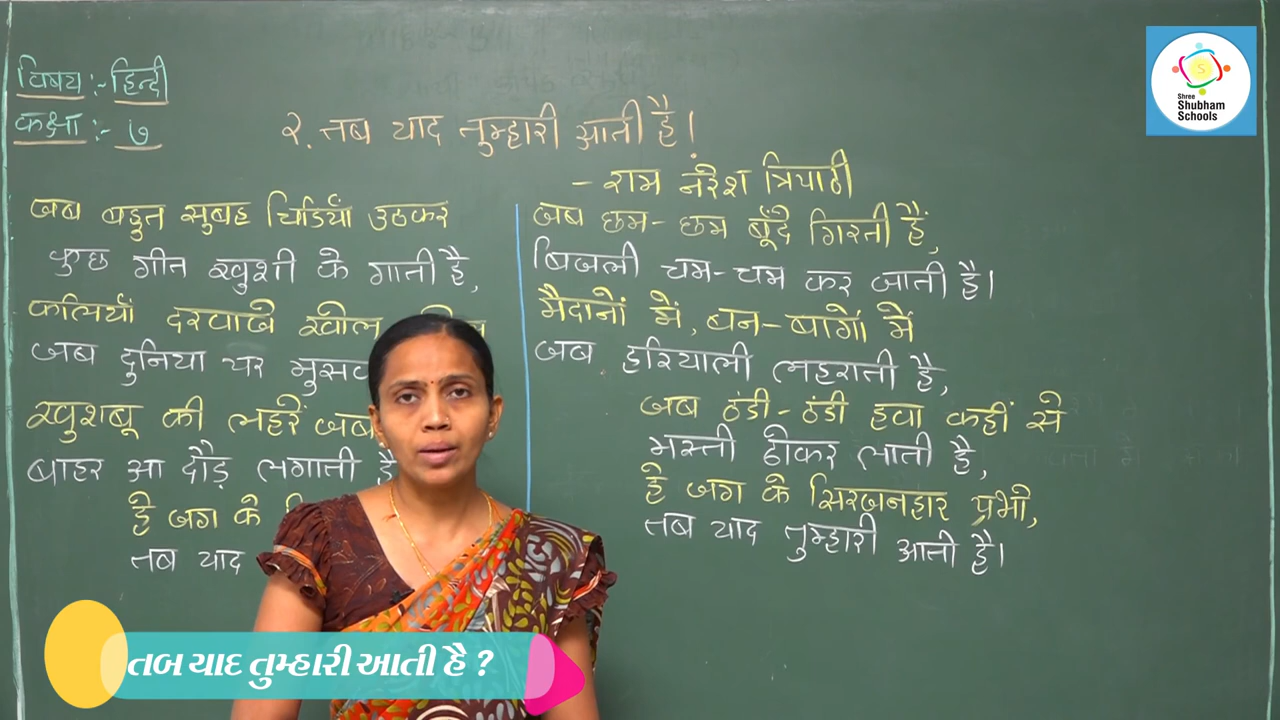 विषय :- हिन्दी
कक्षा :- ७
२. तब याद तुम्हारी आती है!
- राम नरेश त्रिपाठी
जब बहुत सुबह चिडियाँ उठकर
कुछ गीत खुशी के गाती है,
कलियाँ दरवाजे खोल
जब दुनिया पर
खुशबू की लहरें जब
बाहर आ दौड़ लगाती है
हे जग के
तब याद
जब छम-छम बूँदे गिरती हैं,
बिजली चम-चम कर जाती है।
मैदानों में, वन-बागों में
जब हरियाली लहराती है,
जब ठंडी-ठंडी हवा कहीं से
मस्ती ढोकर लाती है,
हे जग के सिरजनहार प्रभो,
तब याद तुम्हारी आती है।
S
Shree
Shubham
Schools
તબ યાદ તુમ્હારી આતી હૈ ?